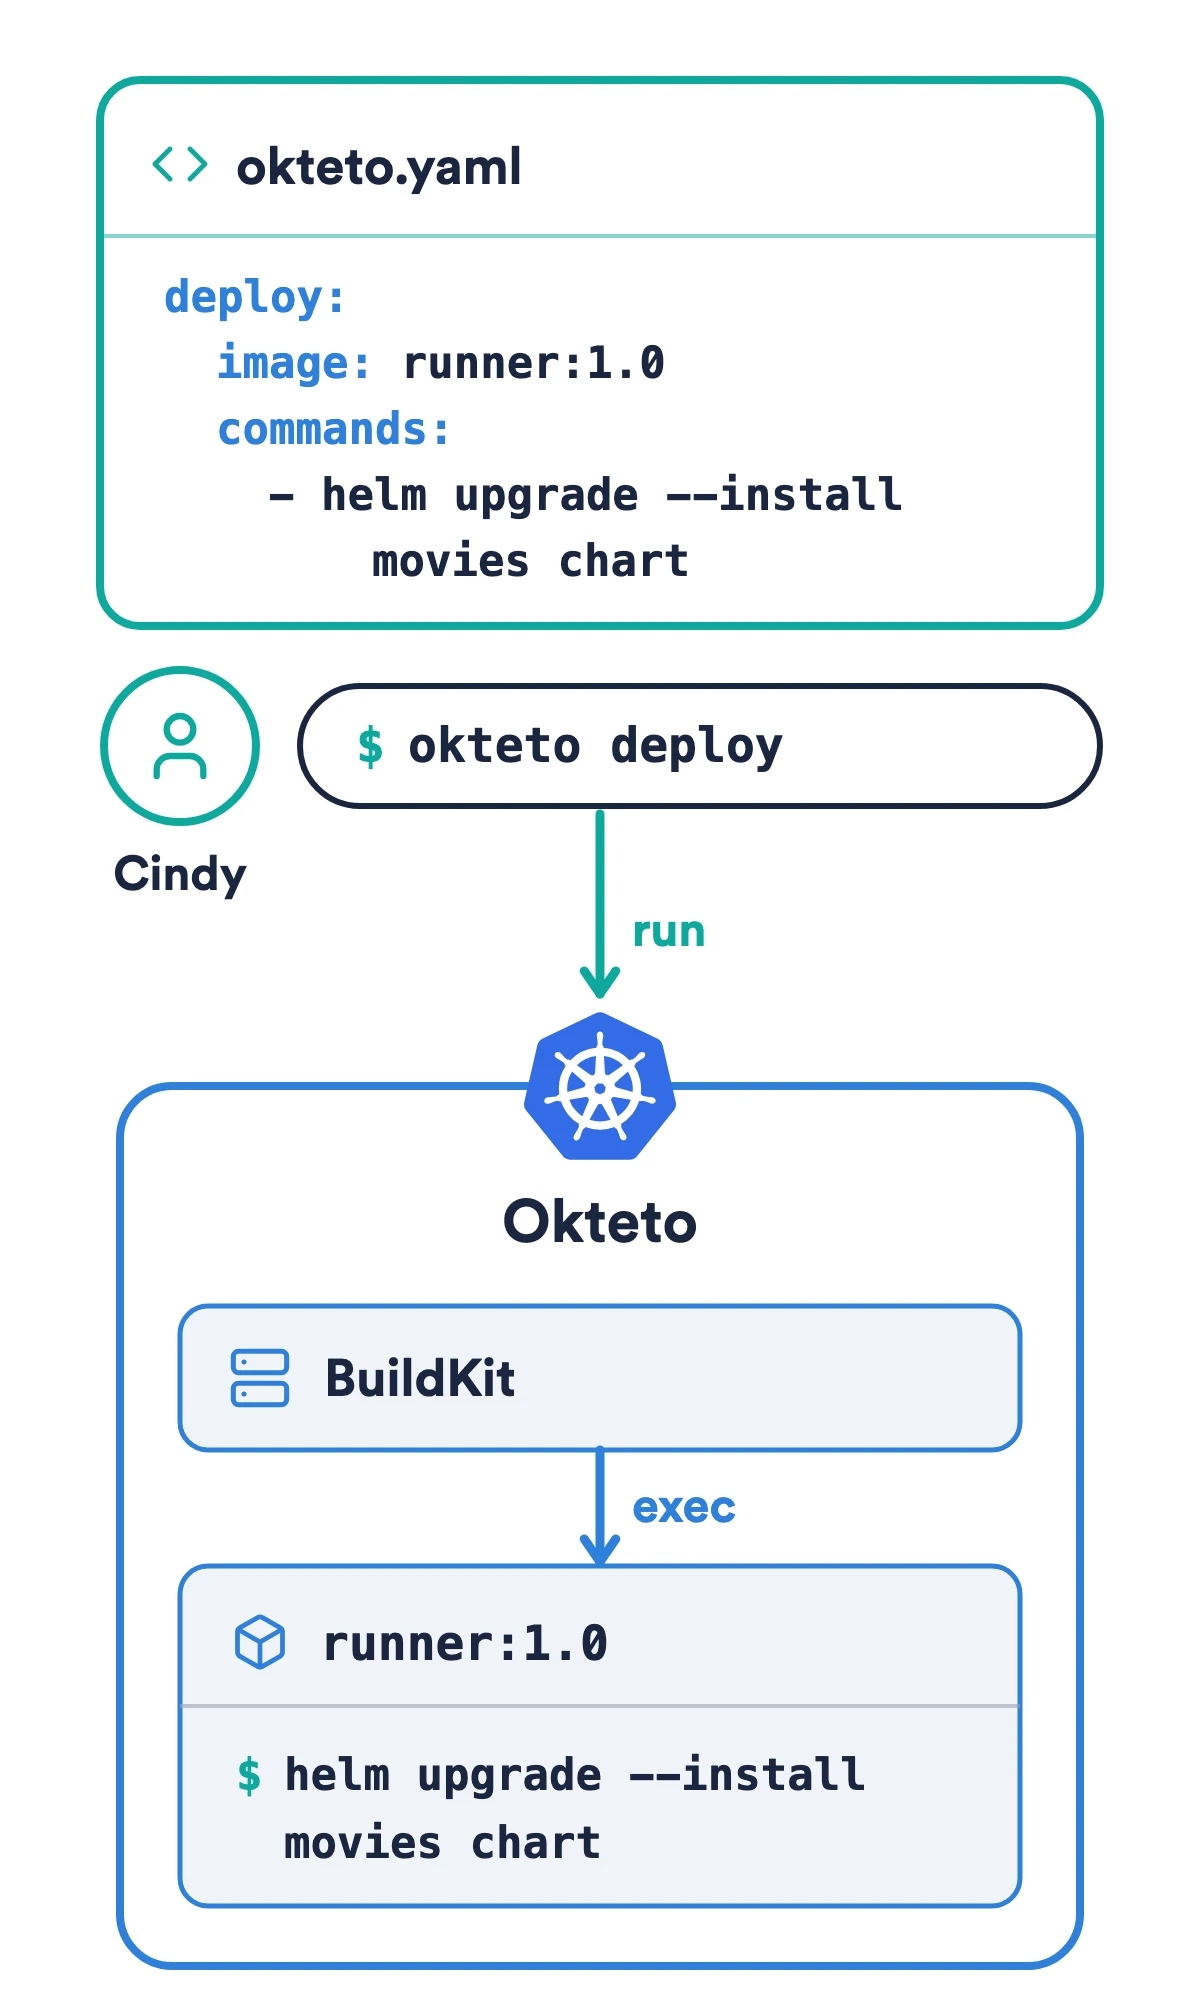 okteto.yaml
deploy:
image: runner:1.0
commands:
- helm upgrade --install
movies chart
$ okteto deploy
Cindy
run
Okteto
BuildKit
exec
runner:1.0
$ helm upgrade --install
movies chart